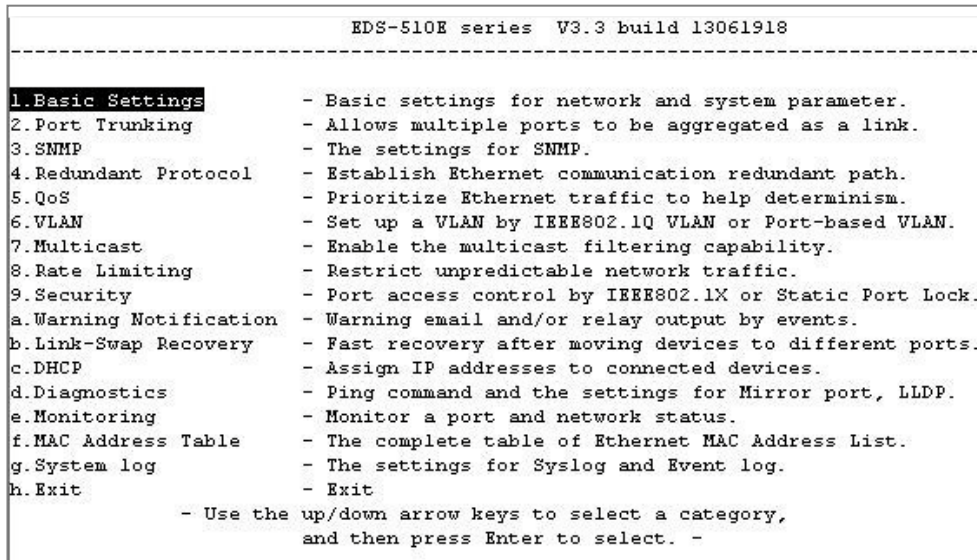 EDS-510E series V3.3 build 13061918
1.Basic Settings - Basic settings for network and system parameter.
2.Port Trunking - Allows multiple ports to be aggregated as a link.
3.SNMP - The settings for SNMP.
4.Redundant Protocol - Establish Ethernet communication redundant path.
5.QoS - Prioritize Ethernet traffic to help determinism.
6.VLAN - Set up a VLAN by IEEE802.1Q VLAN or Port-based VLAN.
7.Multicast - Enable the multicast filtering capability.
8.Rate Limiting - Restrict unpredictable network traffic.
9.Security - Port access control by IEEE802.1X or Static Port Lock.
a.Warning Notification - Warning email and/or relay output by events.
b.Link-Swap Recovery - Fast recovery after moving devices to different ports.
c.DHCP - Assign IP addresses to connected devices.
d.Diagnostics - Ping command and the settings for Mirror port, LLDP.
e.Monitoring - Monitor a port and network status.
f.MAC Address Table - The complete table of Ethernet MAC Address List.
g.System log - The settings for Syslog and Event log.
h.Exit - Exit
- Use the up/down arrow keys to select a category,
and then press Enter to select. -